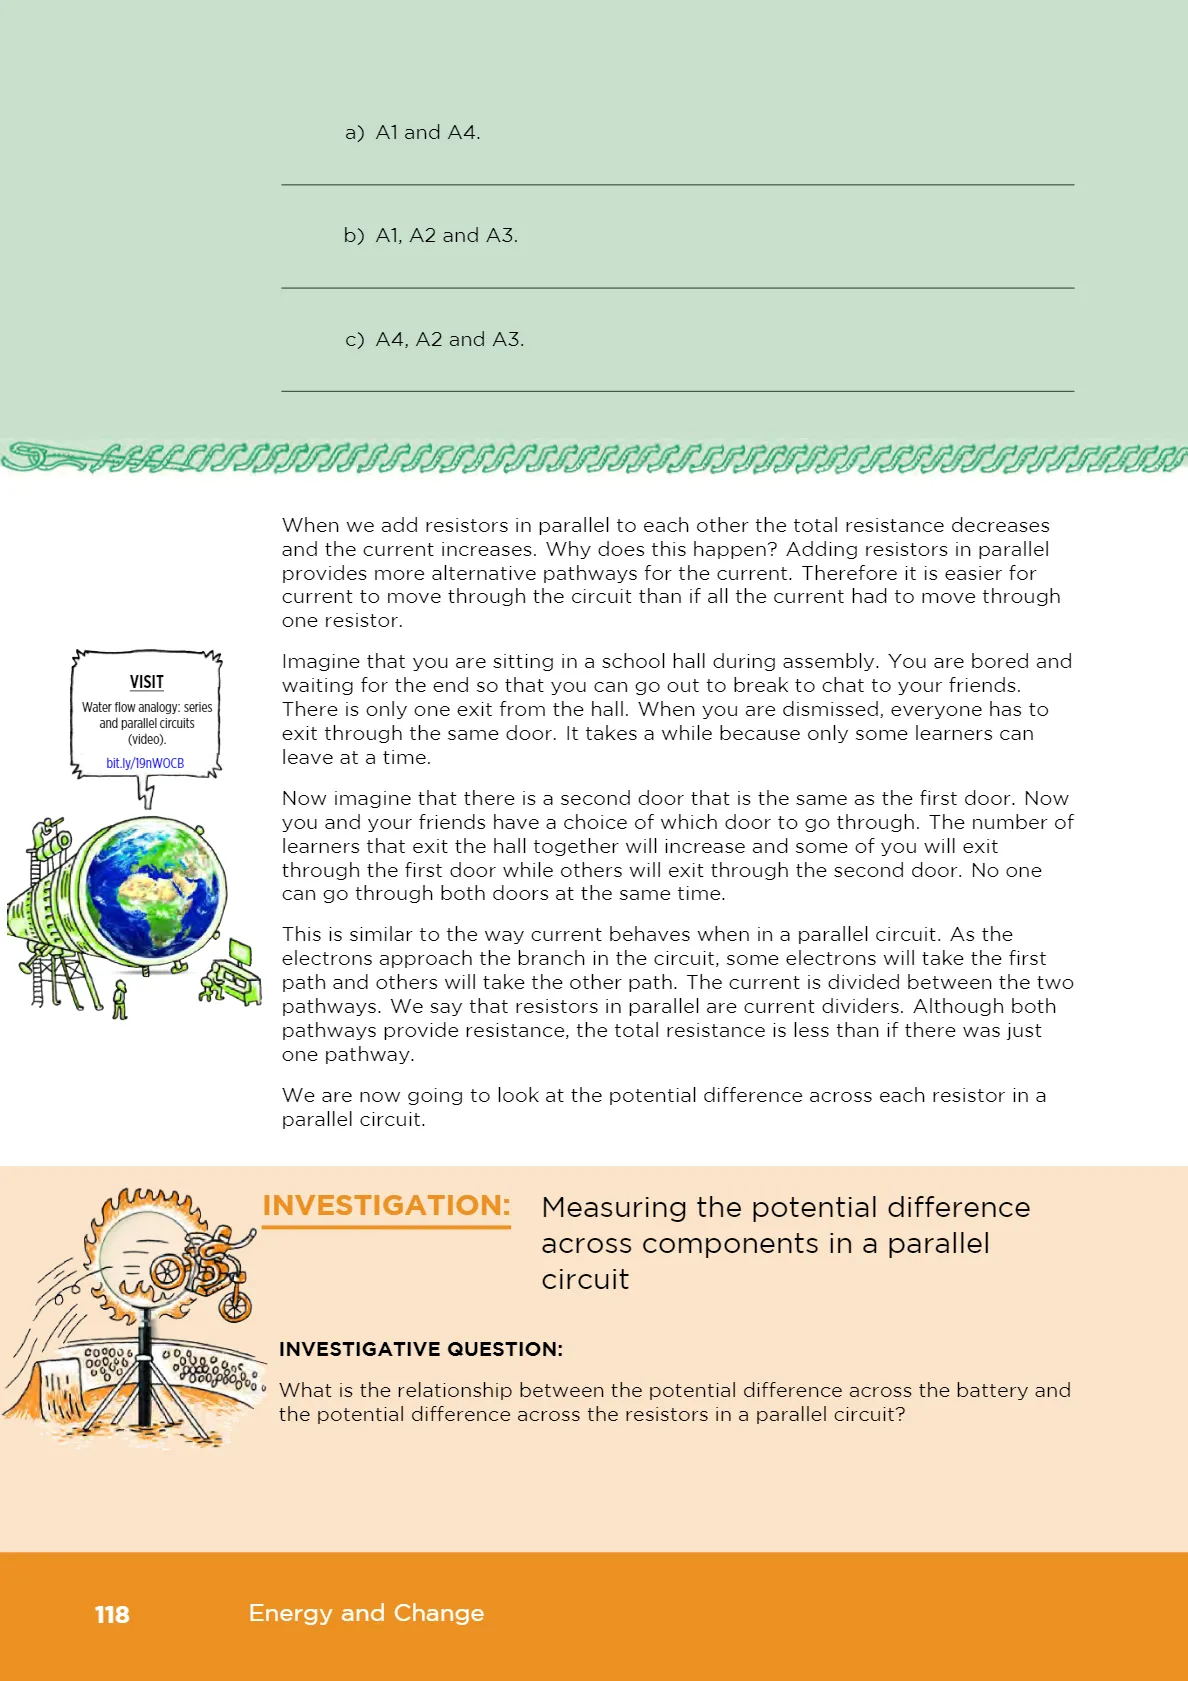 a) A1 and A4.
b) A1, A2 and A3.
c) A4, A2 and A3.
When we add resistors in parallel to each other the total resistance decreases
and the current increases. Why does this happen? Adding resistors in parallel
provides more alternative pathways for the current. Therefore it is easier for
current to move through the circuit than if all the current had to move through
one resistor.
VISIT
Water flow analogy: series
and parallel circuits
(video).
bit.ly/19nWOCB
Imagine that you are sitting in a school hall during assembly. You are bored and
waiting for the end so that you can go out to break to chat to your friends.
There is only one exit from the hall. When you are dismissed, everyone has to
exit through the same door. It takes a while because only some learners can
leave at a time.
Now imagine that there is a second door that is the same as the first door. Now
you and your friends have a choice of which door to go through. The number of
learners that exit the hall together will increase and some of you will exit
through the first door while others will exit through the second door. No one
can go through both doors at the same time.
This is similar to the way current behaves when in a parallel circuit. As the
electrons approach the branch in the circuit, some electrons will take the first
path and others will take the other path. The current is divided between the two
pathways. We say that resistors in parallel are current dividers. Although both
pathways provide resistance, the total resistance is less than if there was just
one pathway.
We are now going to look at the potential difference across each resistor in a
parallel circuit.
INVESTIGATION: Measuring the potential difference
across components in a parallel
circuit
INVESTIGATIVE QUESTION:
What is the relationship between the potential difference across the battery and
the potential difference across the resistors in a parallel circuit?
118 Energy and Change